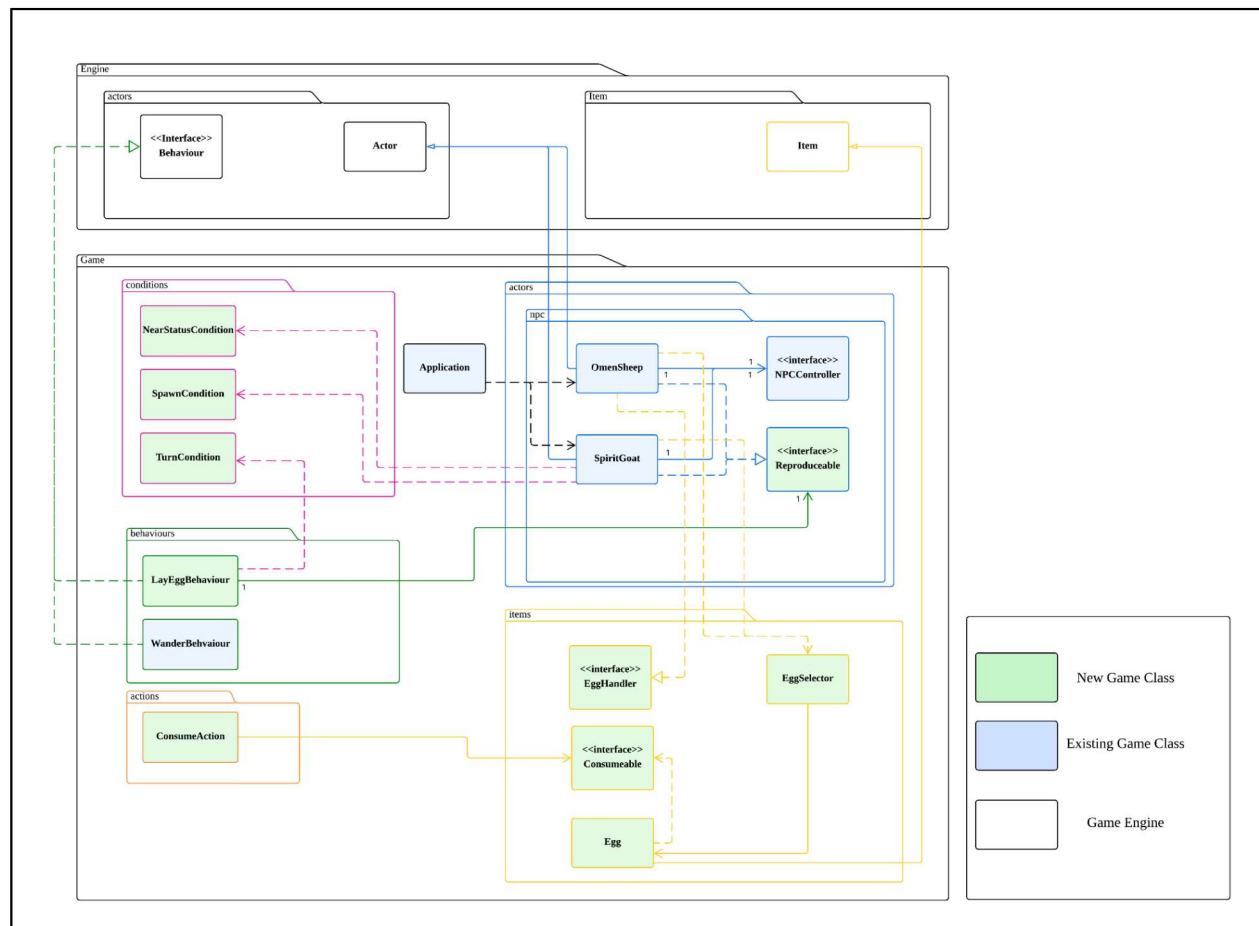 Engine
actors
Item
<<Interface>>
Behaviour
Actor
Item
Game
conditions
actors
npc
NearStatusCondition
Application
OmenSheep
1
1
1
<<interface>>
NPCController
SpawnCondition
TurnCondition
SpiritGoat
1
<<interface>>
Reproduceable
1
behaviours
LayEggBehaviour
1
WanderBehvaiour
items
<<interface>>
EggHandler
EggSelector
actions
ConsumeAction
<<interface>>
Consumeable
Egg
New Game Class
Existing Game Class
Game Engine